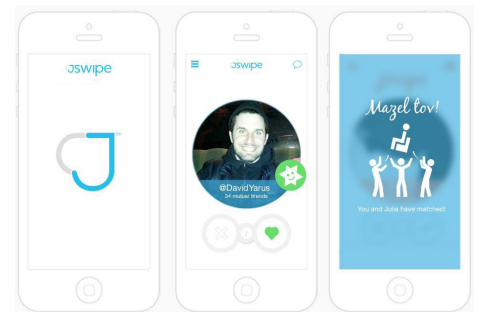 JSWIPE
JSWIPE
@DavidYarus
34 mutual friends
Mazel tov!
You and Julia have matched!